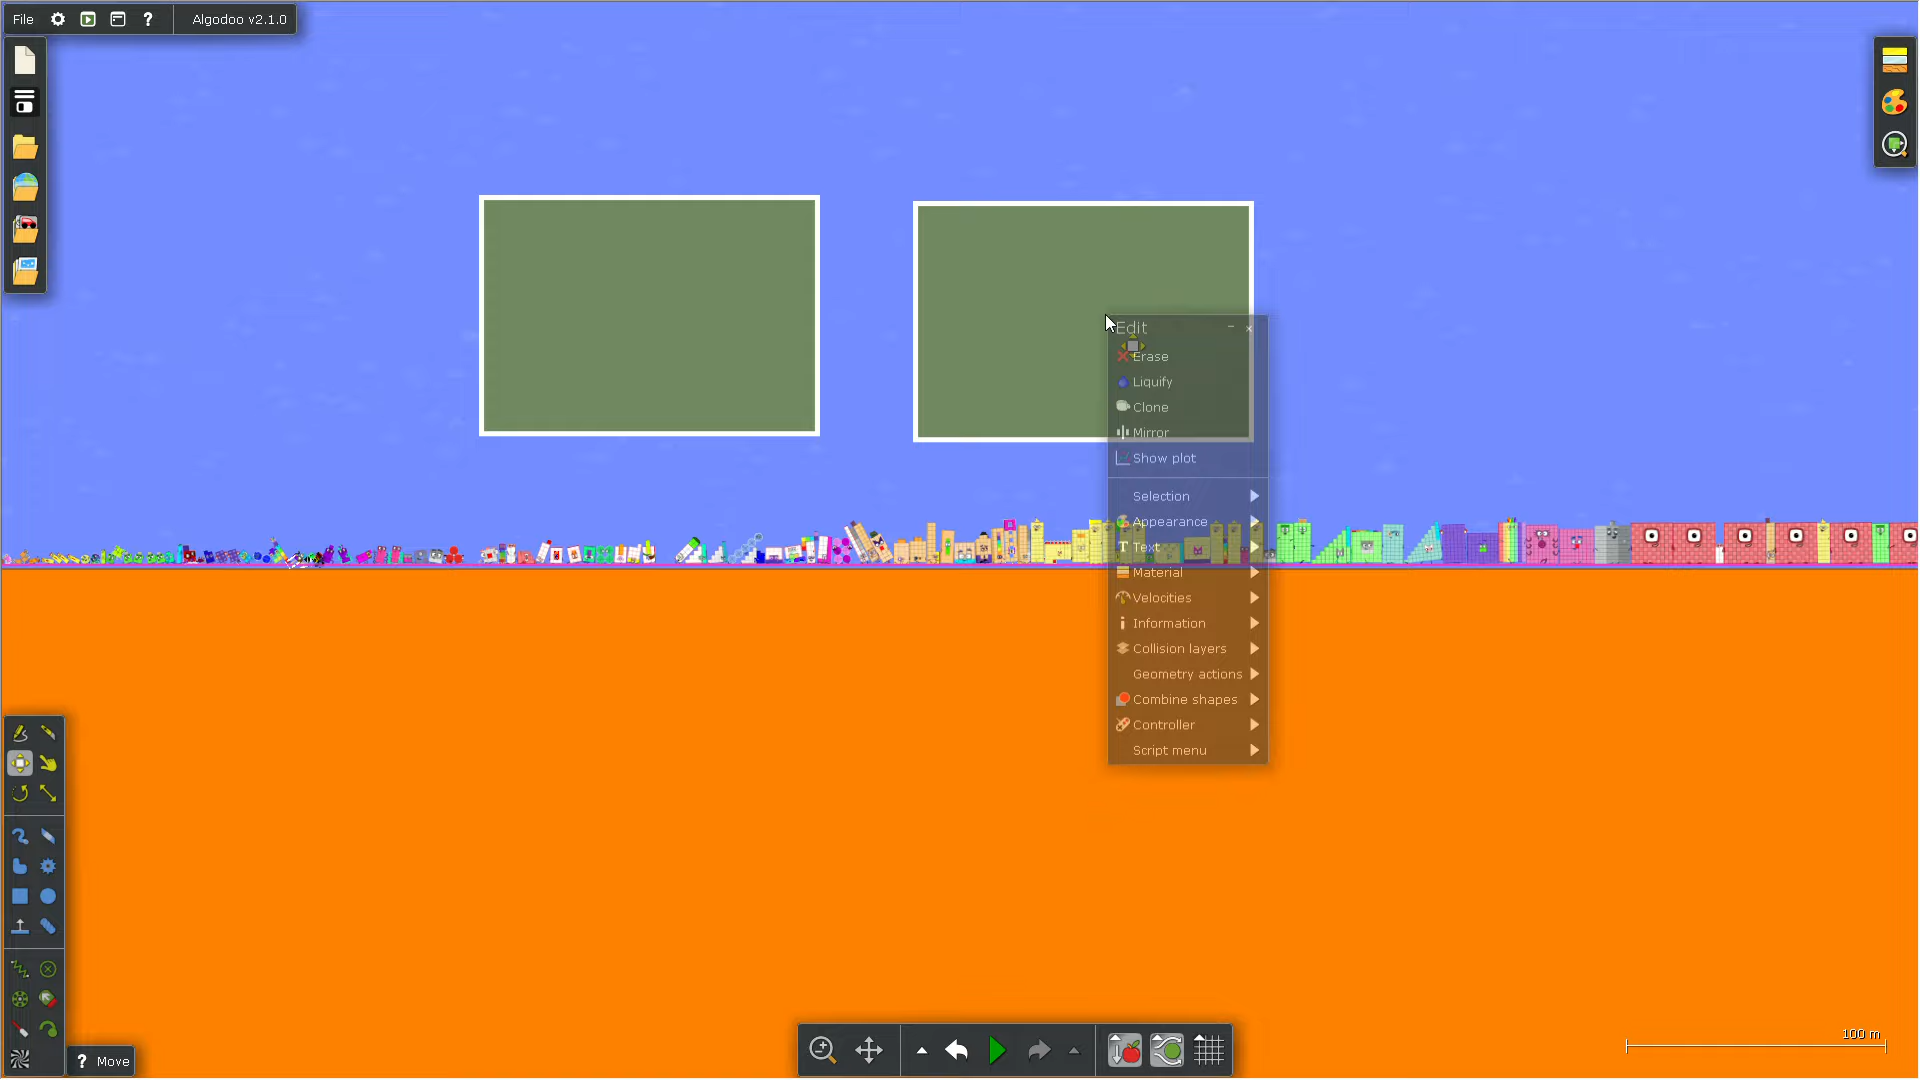 File ? Algodoo v2.1.0
Edit
Erase
Liquify
Clone
Mirror
Show plot
Selection
Appearance
Text
Material
Velocities
Information
Collision layers
Geometry actions
Combine shapes
Controller
Script menu
100 m
? Move